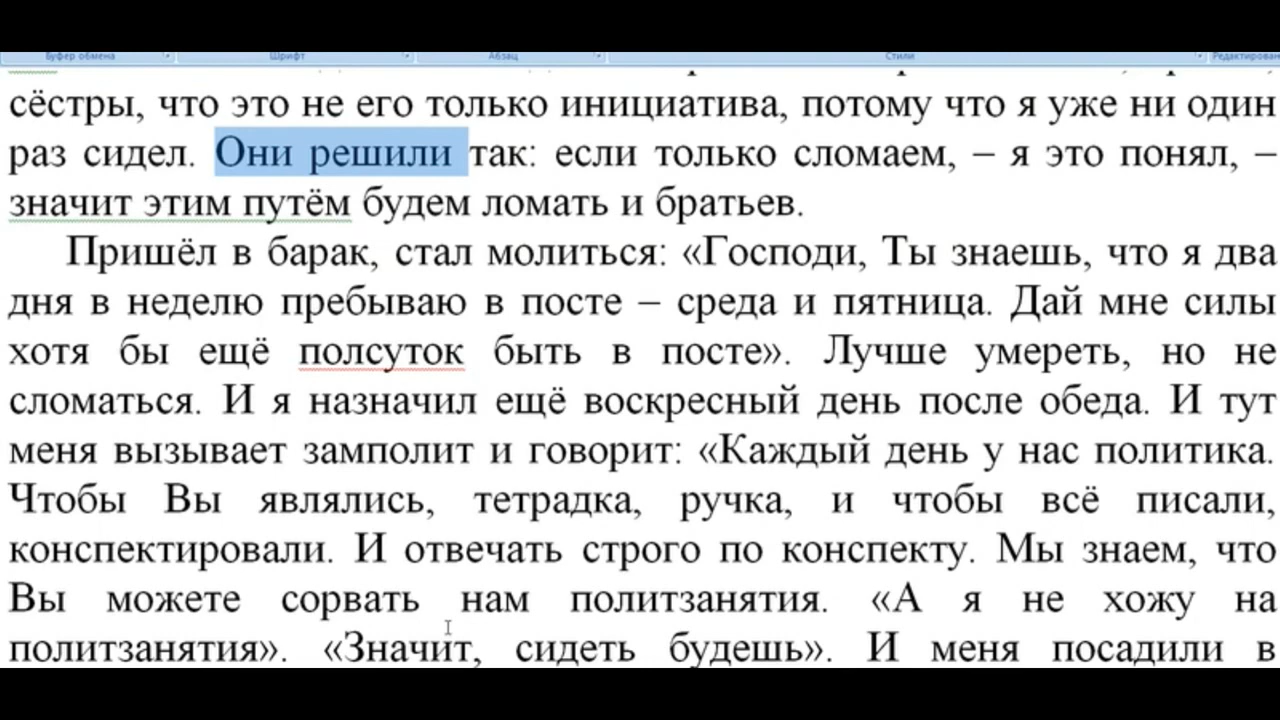 Буфер обмена Шрифт Абзац Стили
сёстры, что это не его только инициатива, потому что я уже ни один
раз сидел. Они решили так: если только сломаем, – я это понял, –
значит этим путём будем ломать и братьев.
Пришёл в барак, стал молиться: «Господи, Ты знаешь, что я два
дня в неделю пребываю в посте – среда и пятница. Дай мне силы
хотя бы ещё полсуток быть в посте». Лучше умереть, но не
сломаться. И я назначил ещё воскресный день после обеда. И тут
меня вызывает замполит и говорит: «Каждый день у нас политика.
Чтобы Вы являлись, тетрадка, ручка, и чтобы всё писали,
конспектировали. И отвечать строго по конспекту. Мы знаем, что
Вы можете сорвать нам политзанятия. «А я не хожу на
политзанятия». «Значит, сидеть будешь». И меня посадили в